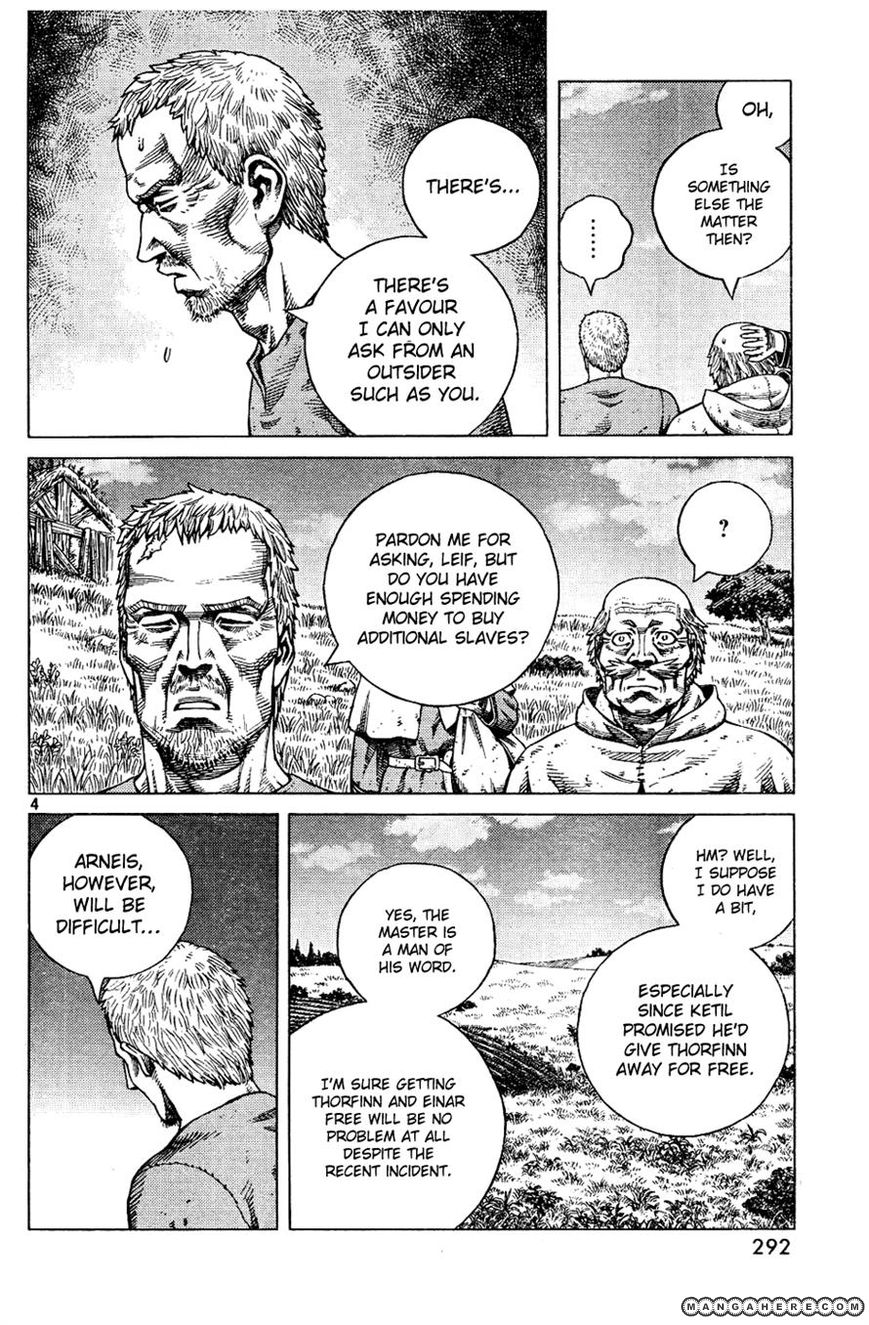 OH,
IS
SOMETHING
ELSE THE
MATTER
THEN?
......
THERE'S...
THERE'S
A FAVOUR
I CAN ONLY
ASK FROM AN
OUTSIDER
SUCH AS YOU.
?
PARDON ME FOR
ASKING, LEIF, BUT
DO YOU HAVE
ENOUGH SPENDING
MONEY TO BUY
ADDITIONAL SLAVES?
4
HM? WELL,
I SUPPOSE
I DO HAVE
A BIT,
ESPECIALLY
SINCE KETIL
PROMISED HE'D
GIVE THORFINN
AWAY FOR FREE.
YES, THE
MASTER IS
A MAN OF
HIS WORD.
I'M SURE GETTING
THORFINN AND EINAR
FREE WILL BE NO
PROBLEM AT ALL
DESPITE THE
RECENT INCIDENT.
ARNEIS,
HOWEVER,
WILL BE
DIFFICULT...
292
MANGAHERE.COM